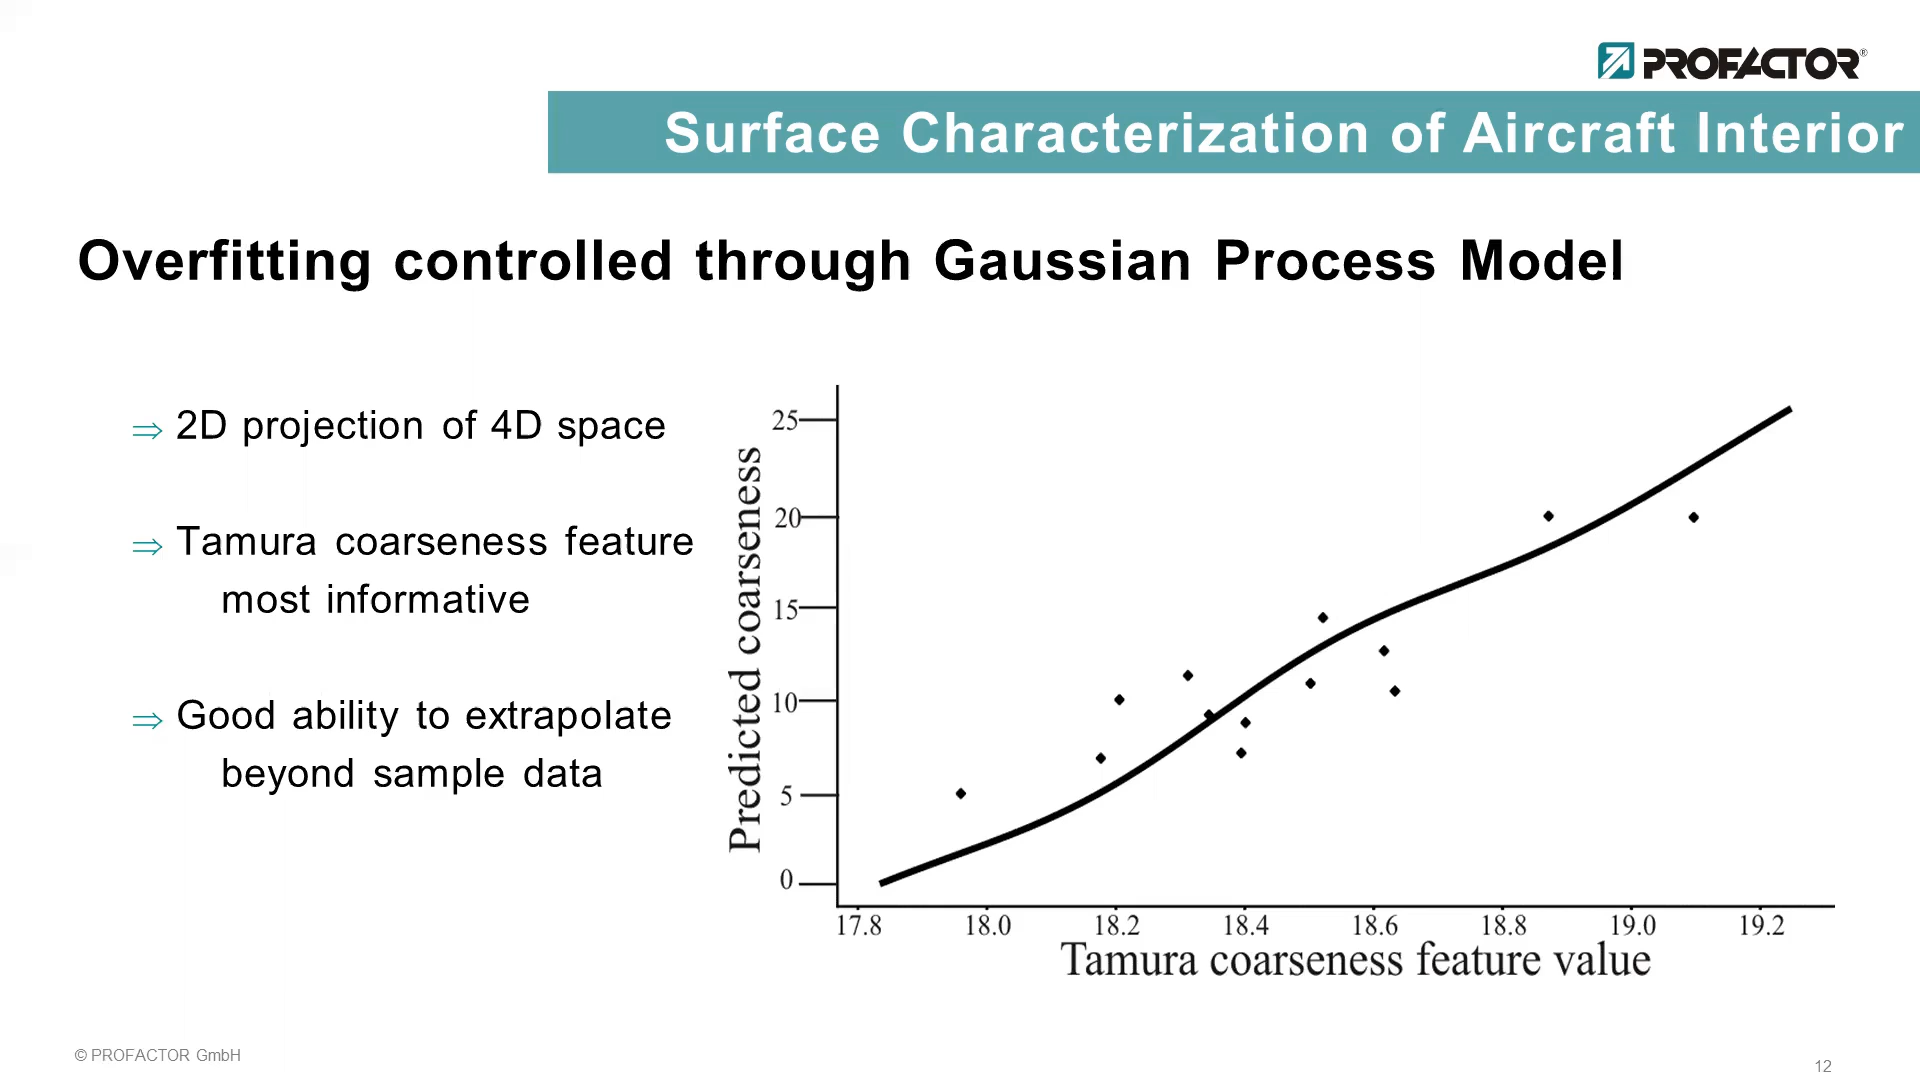 PROFACTOR®
Surface Characterization of Aircraft Interior
Overfitting controlled through Gaussian Process Model
⇒ 2D projection of 4D space
⇒ Tamura coarseness feature
most informative
⇒ Good ability to extrapolate
beyond sample data
Predicted coarseness
25
20
15
10
5
0
17.8 18.0 18.2 18.4 18.6 18.8 19.0 19.2
Tamura coarseness feature value
© PROFACTOR GmbH
12